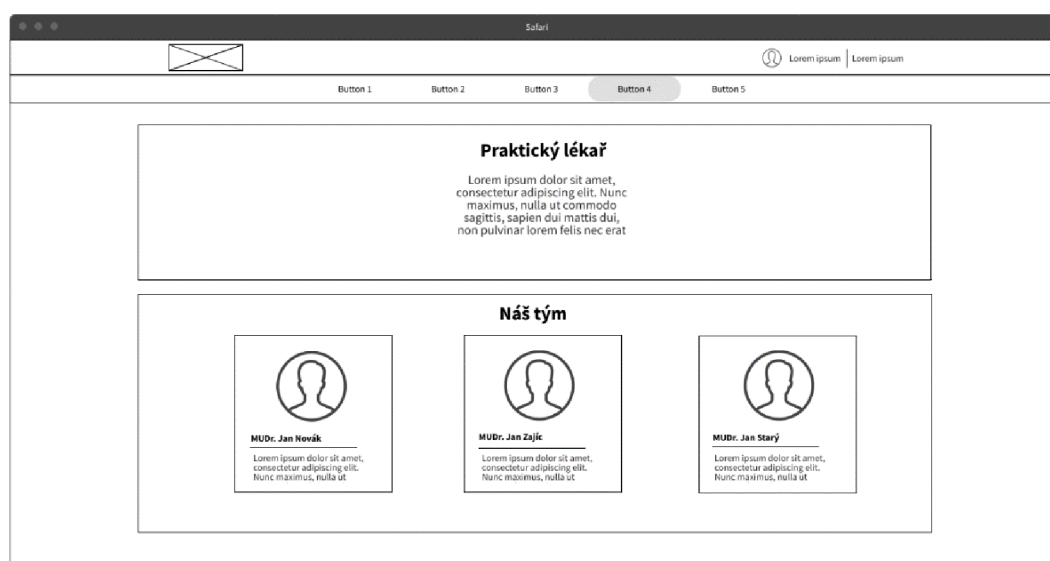 Safari
Lorem ipsum
Lorem ipsum
Button 1
Button 2
Button 3
Button 4
Button 5
Praktický lékař
Lorem ipsum dolor sit amet,
consectetur adipiscing elit. Nunc
maximus, nulla ut commodo
sagittis, sapien dui mattis dui,
non pulvinar lorem felis nec erat
Náš tým
MUDr. Jan Novák
Lorem ipsum dolor sit amet,
consectetur adipiscing elit.
Nunc maximus, nulla ut
MUDr. Jan Zajíc
Lorem ipsum dolor sit amet,
consectetur adipiscing elit.
Nunc maximus, nulla ut
MUDr. Jan Starý
Lorem ipsum dolor sit amet,
consectetur adipiscing elit.
Nunc maximus, nulla ut